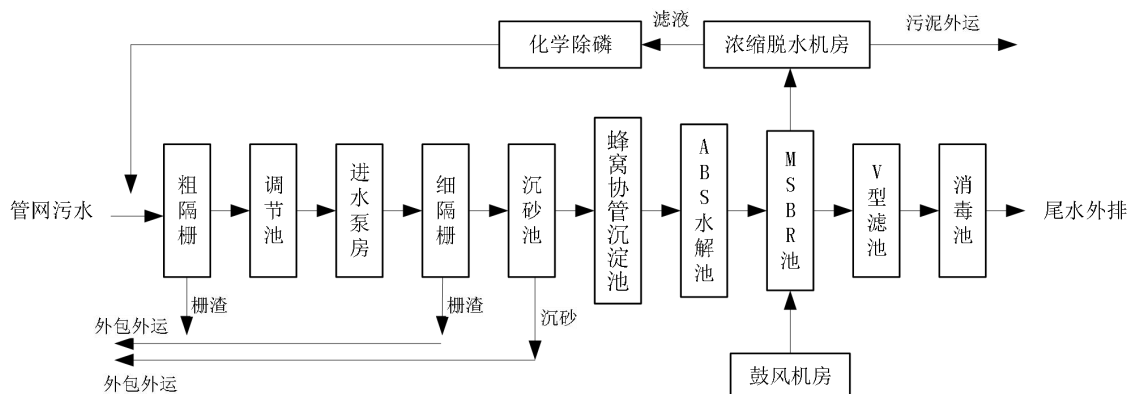 滤液
污泥外运
化学除磷
浓缩脱水机房
管网污水
粗隔栅
调节池
进水泵房
细隔栅
沉砂池
蜂窝协管沉淀池
ABS水解池
MSBR池
V型滤池
消毒池
尾水外排
栅渣
栅渣
沉砂
外包外运
外包外运
鼓风机房